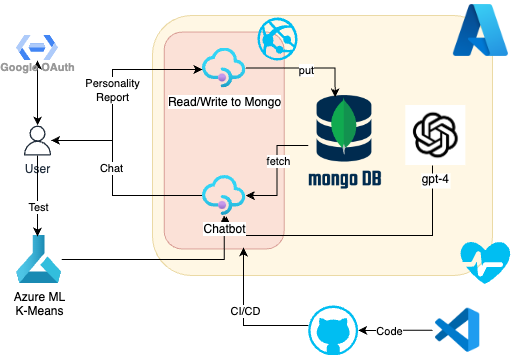 Google OAuth
Personality
Report
put
Read/Write to Mongo
fetch
mongo DB
gpt-4
User
Chat
Test
Chatbot
Azure ML
K-Means
CI/CD
Code